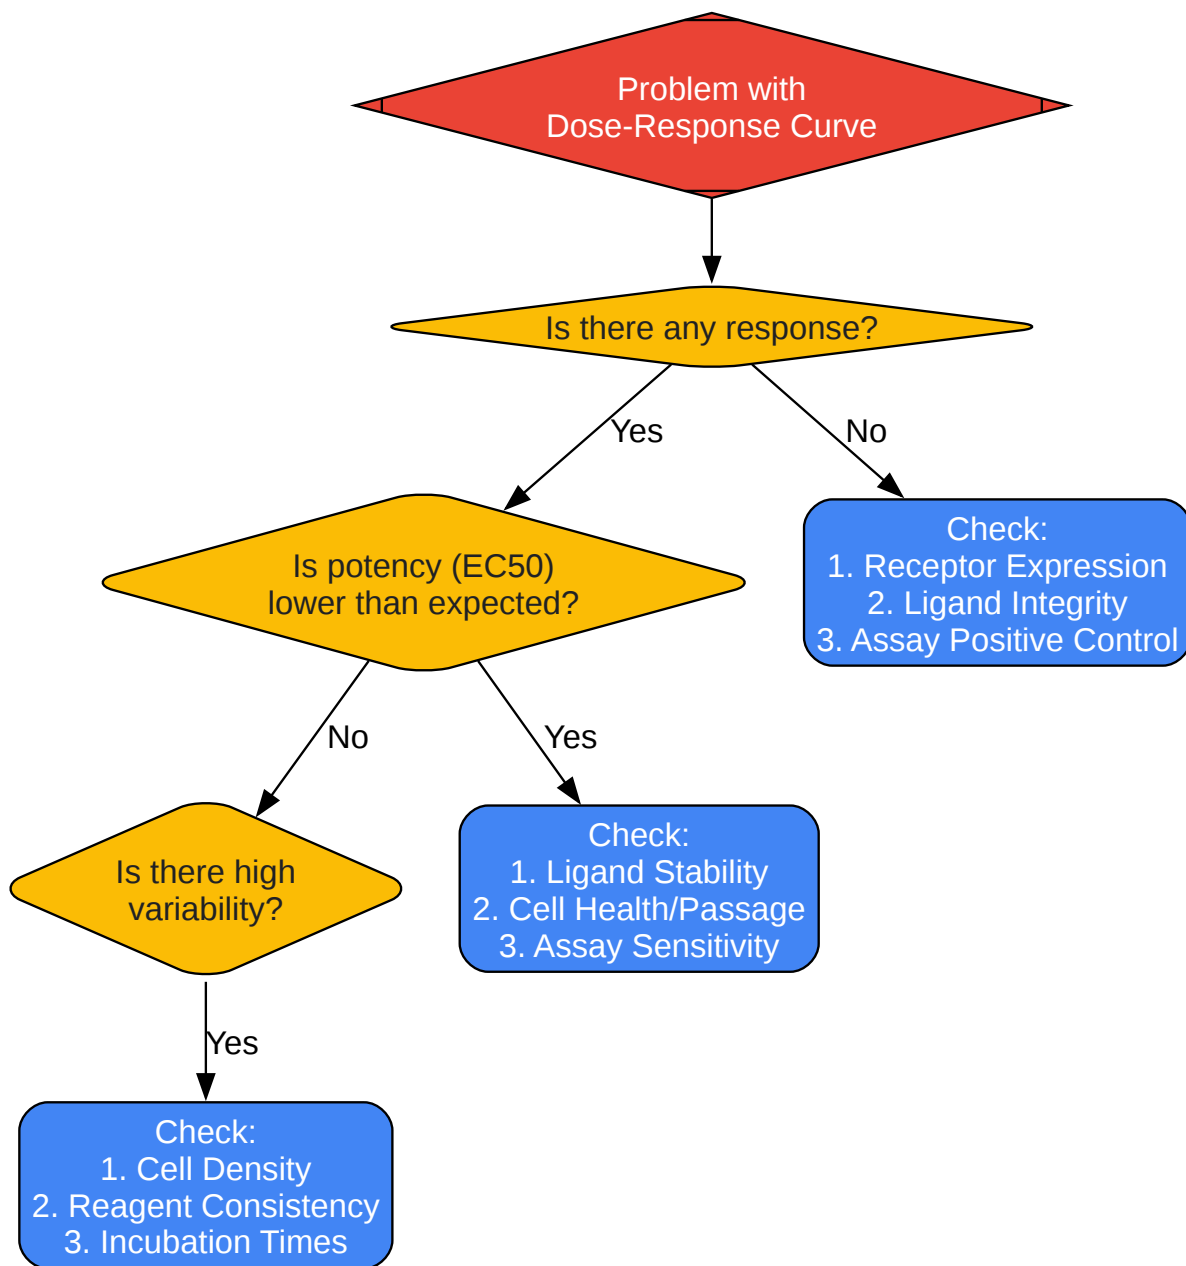 Problem with
Dose-Response Curve
Is there any response?
Yes
No
Is potency (EC50)
lower than expected?
Check:
1. Receptor Expression
2. Ligand Integrity
3. Assay Positive Control
No
Yes
Is there high
variability?
Check:
1. Ligand Stability
2. Cell Health/Passage
3. Assay Sensitivity
Yes
Check:
1. Cell Density
2. Reagent Consistency
3. Incubation Times